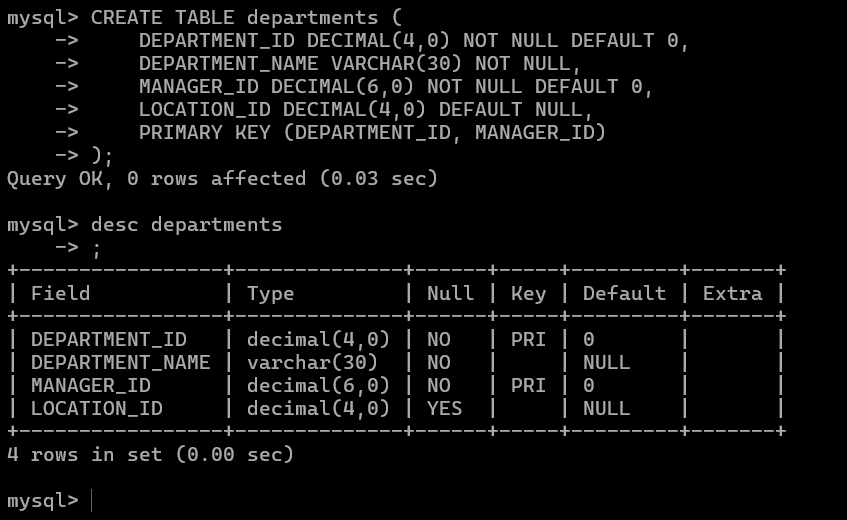 mysql> CREATE TABLE departments (
    ->     DEPARTMENT_ID DECIMAL(4,0) NOT NULL DEFAULT 0,
    ->     DEPARTMENT_NAME VARCHAR(30) NOT NULL,
    ->     MANAGER_ID DECIMAL(6,0) NOT NULL DEFAULT 0,
    ->     LOCATION_ID DECIMAL(4,0) DEFAULT NULL,
    ->     PRIMARY KEY (DEPARTMENT_ID, MANAGER_ID)
    -> );
Query OK, 0 rows affected (0.03 sec)

mysql> desc departments
    -> ;
+-----------------+--------------+------+-----+---------+-------+
| Field           | Type         | Null | Key | Default | Extra |
+-----------------+--------------+------+-----+---------+-------+
| DEPARTMENT_ID   | decimal(4,0) | NO   | PRI | 0       |       |
| DEPARTMENT_NAME | varchar(30)  | NO   |     | NULL    |       |
| MANAGER_ID      | decimal(6,0) | NO   | PRI | 0       |       |
| LOCATION_ID     | decimal(4,0) | YES  |     | NULL    |       |
+-----------------+--------------+------+-----+---------+-------+
4 rows in set (0.00 sec)

mysql>